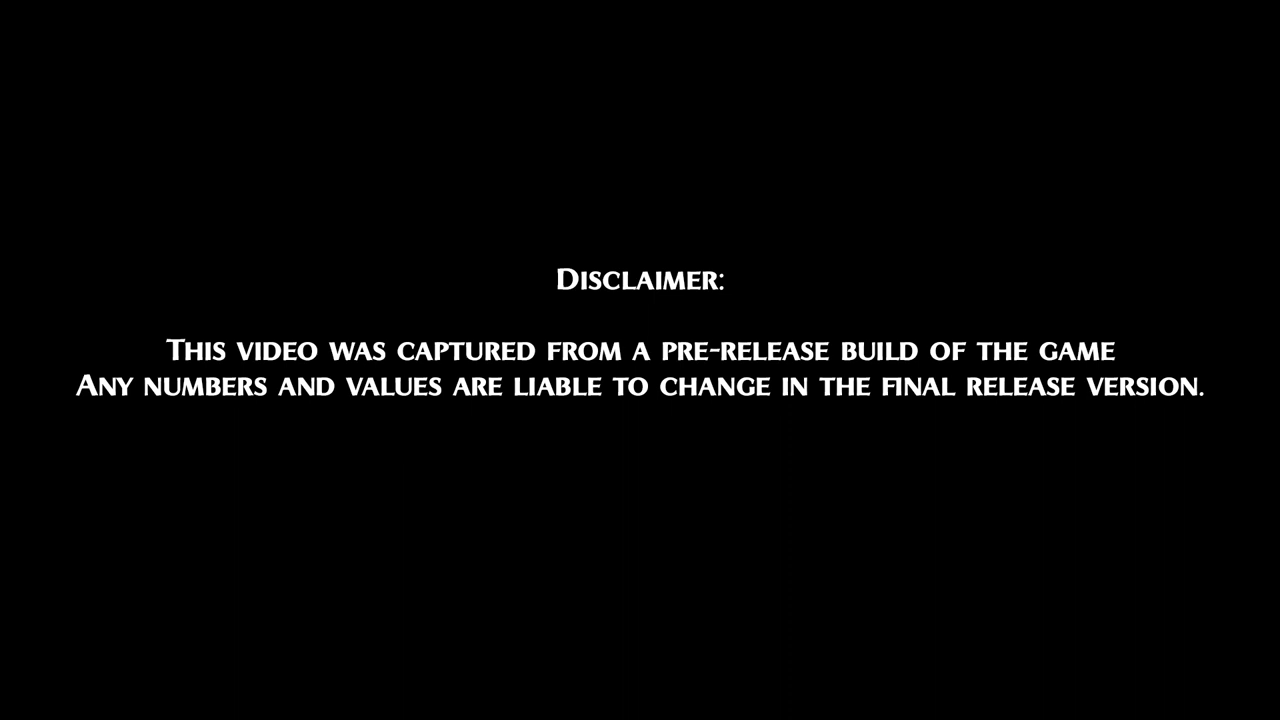 Disclaimer:
This video was captured from a pre-release build of the game
Any numbers and values are liable to change in the final release version.